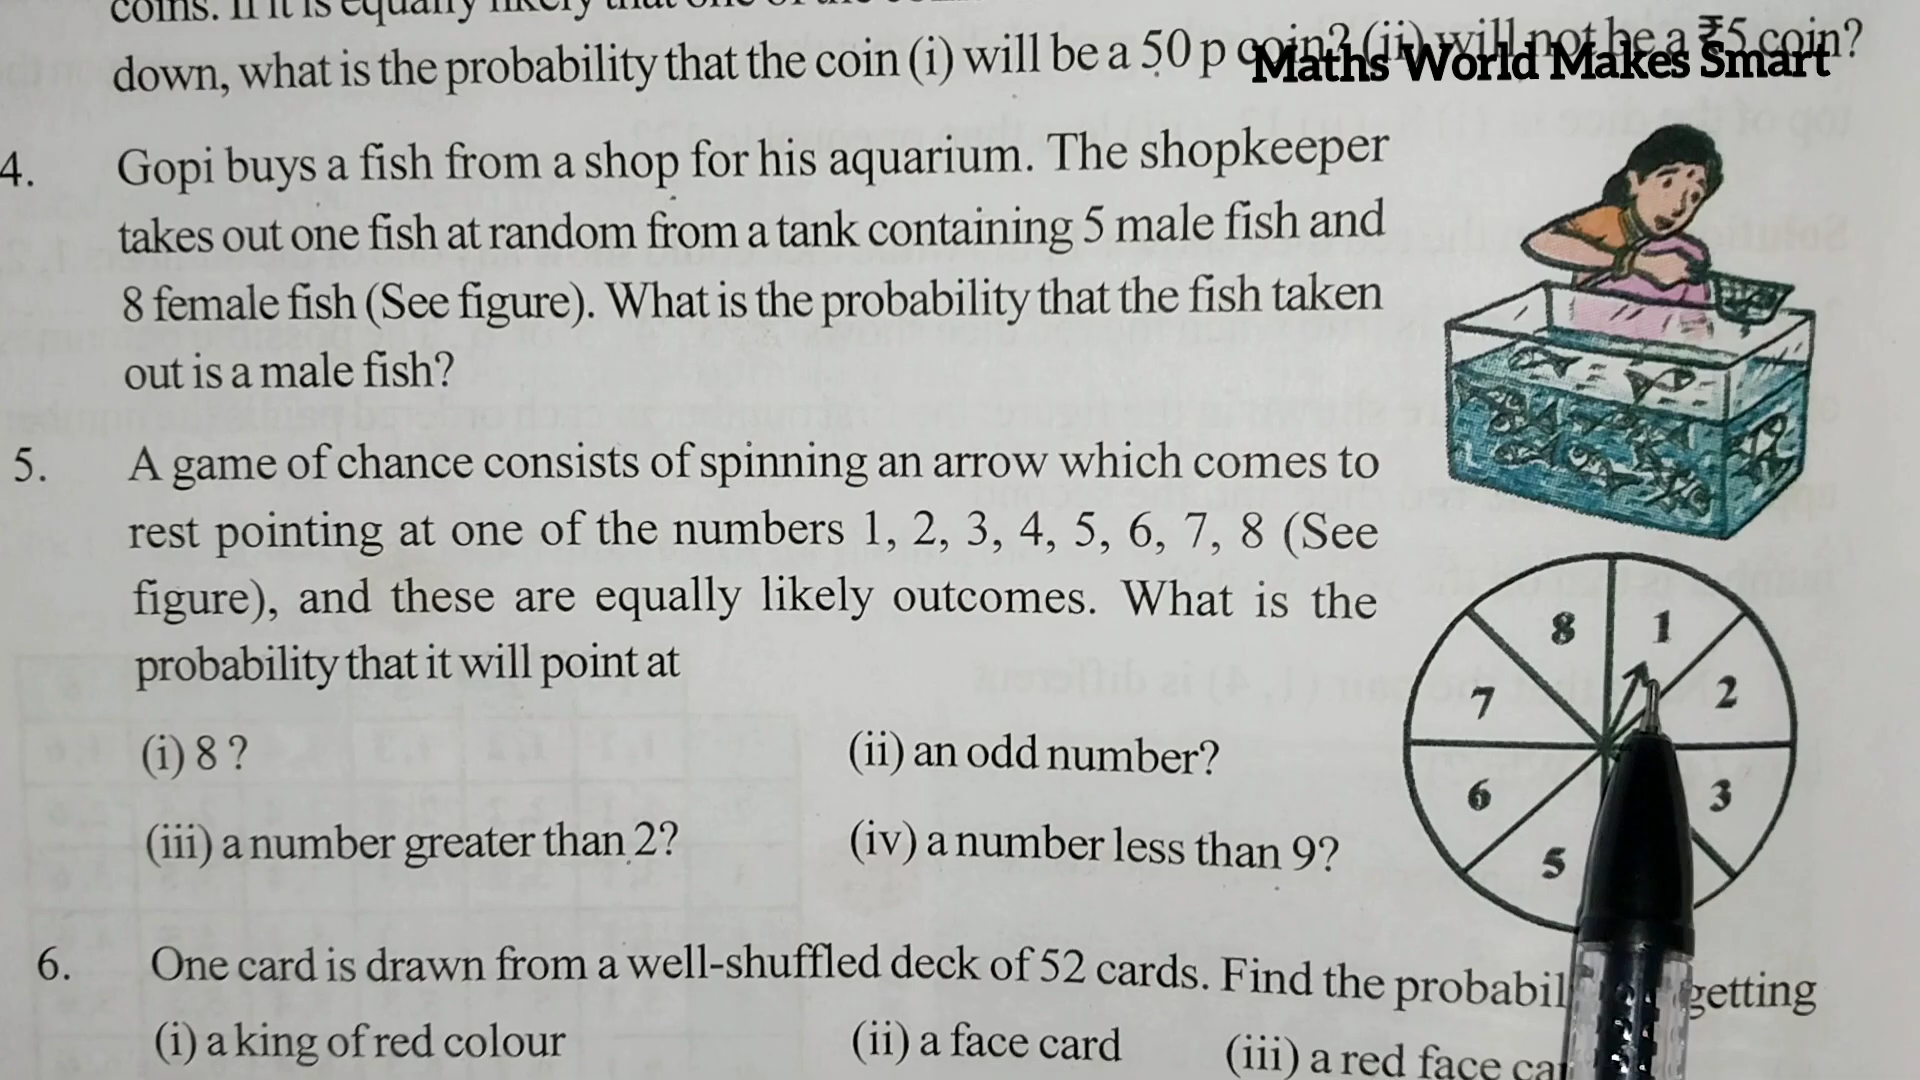 down, what is the probability that the coin (i) will be a 50 p coin? (ii) will not be a ₹5 coin?
Maths World Makes Smart
4. Gopi buys a fish from a shop for his aquarium. The shopkeeper
takes out one fish at random from a tank containing 5 male fish and
8 female fish (See figure). What is the probability that the fish taken
out is a male fish?
5. A game of chance consists of spinning an arrow which comes to
rest pointing at one of the numbers 1, 2, 3, 4, 5, 6, 7, 8 (See
figure), and these are equally likely outcomes. What is the
probability that it will point at
(i) 8 ? (ii) an odd number?
(iii) a number greater than 2? (iv) a number less than 9?
8 1
7 2
6 3
5
6. One card is drawn from a well-shuffled deck of 52 cards. Find the getting
(i) a king of red colour (ii) a face card (iii) a red face